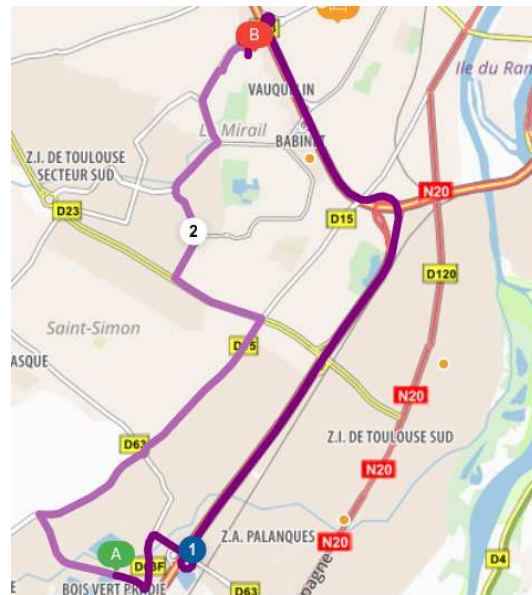 B
VAUQUELIN
Ile du Ram
Le Mirail
BABINET
Z.I. DE TOULOUSE
SECTEUR SUD
N20
D23
D15
2
D120
Saint-Simon
ASQUE
N20
D63
Z.I. DE TOULOUSE SUD
N20
A
1
Z.A. PALANQUES
N20
D4
BOIS VERT PRADIE
D63
pagne